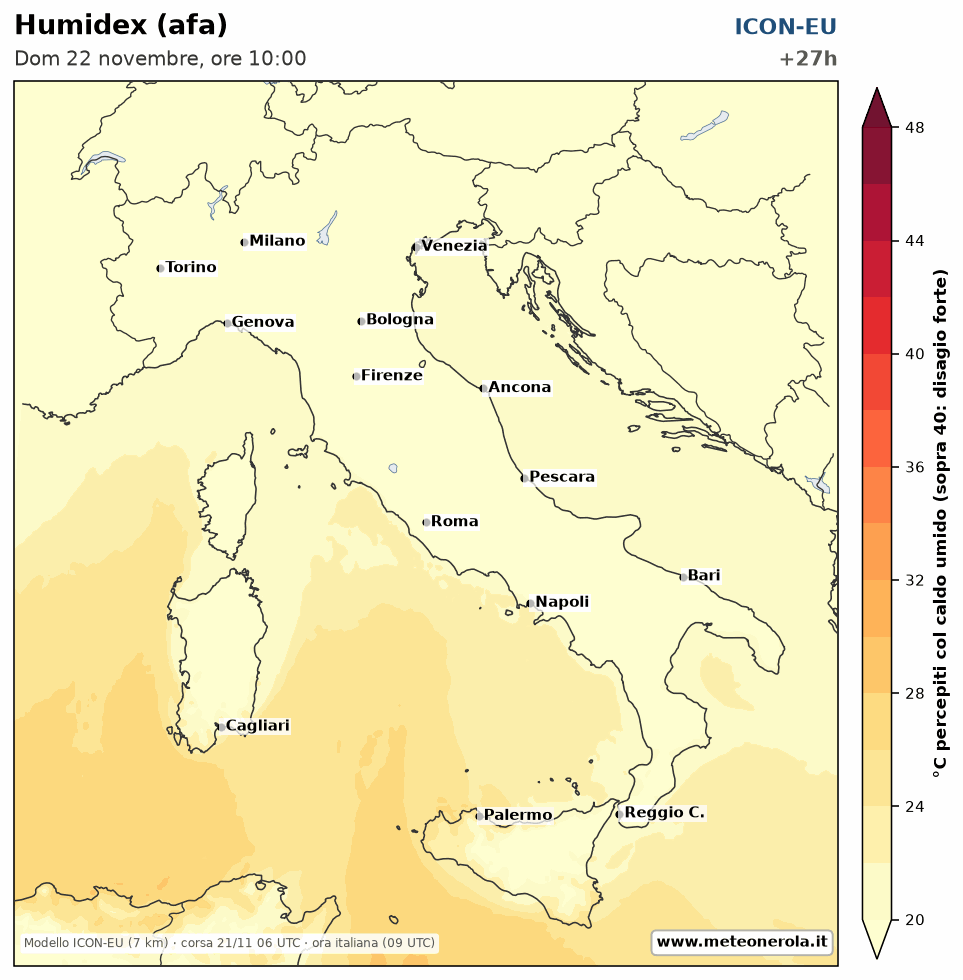 Humidex (afa)
ICON-EU
Dom 22 novembre, ore 10:00
+27h
48
44
40
36
32
28
24
20
°C percepiti col caldo umido (sopra 40: disagio forte)
Milano
Venezia
Torino
Genova
Bologna
Firenze
Ancona
Pescara
Roma
Bari
Napoli
Cagliari
Palermo
Reggio C.
Modello ICON-EU (7 km) · corsa 21/11 06 UTC · ora italiana (09 UTC)
www.meteonerola.it